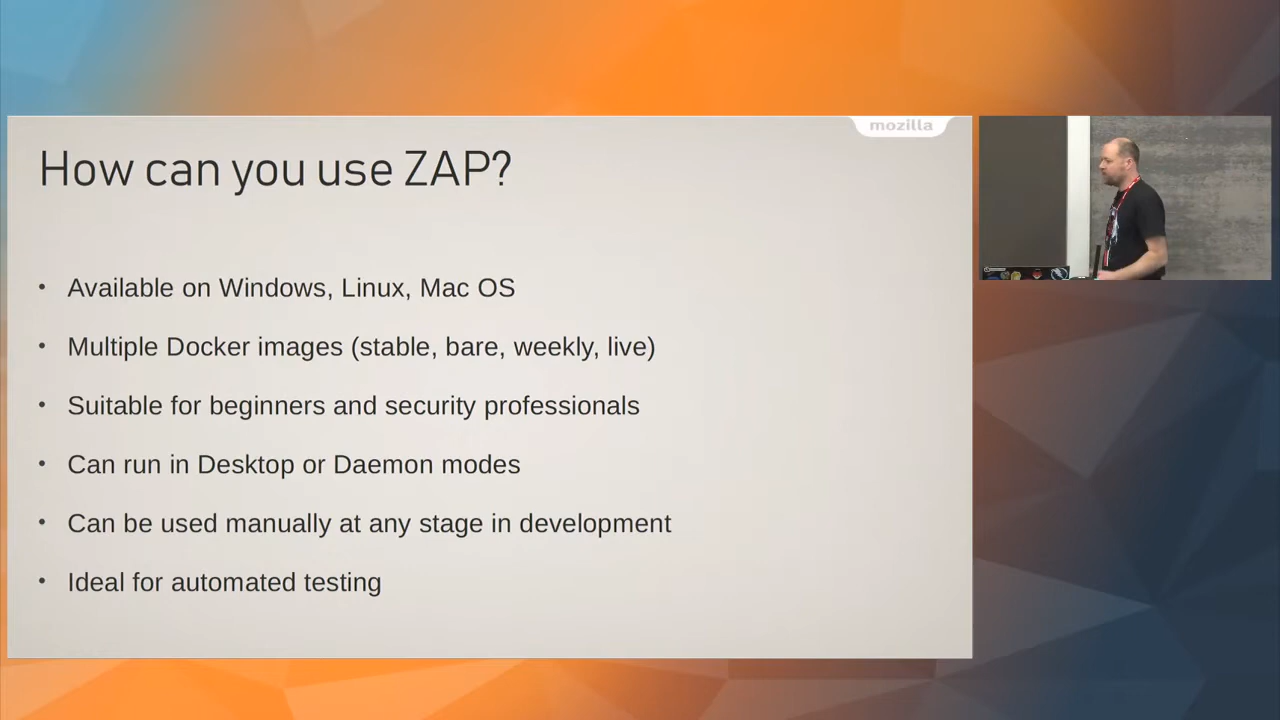 mozilla
How can you use ZAP?
• Available on Windows, Linux, Mac OS
• Multiple Docker images (stable, bare, weekly, live)
• Suitable for beginners and security professionals
• Can run in Desktop or Daemon modes
• Can be used manually at any stage in development
• Ideal for automated testing